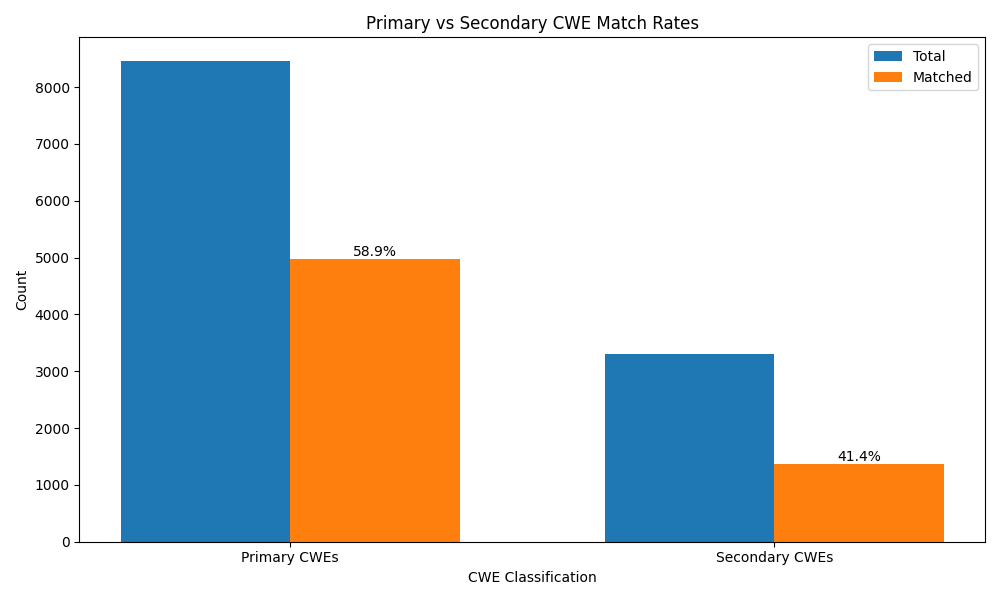 Primary vs Secondary CWE Match Rates
Total
Matched
Count
8000
7000
6000
5000
4000
3000
2000
1000
0
58.9%
41.4%
Primary CWEs
Secondary CWEs
CWE Classification